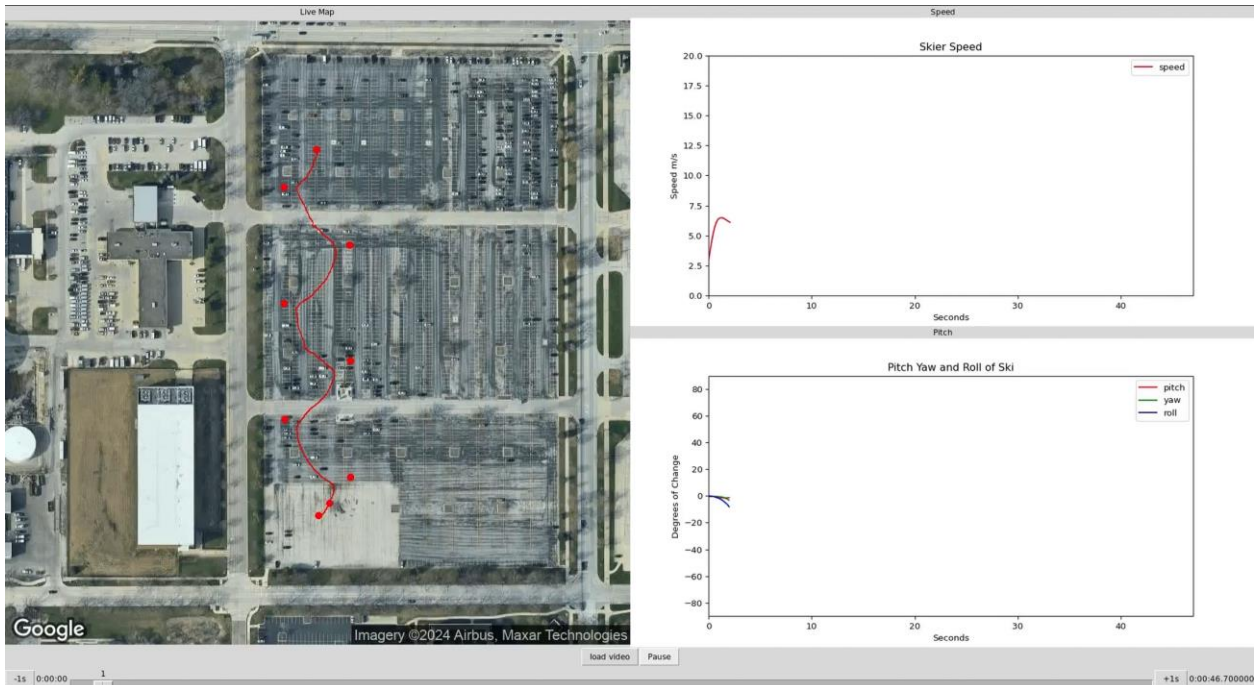 Live Map
Google
Imagery ©2024 Airbus, Maxar Technologies
Speed
Skier Speed
speed
20.0
17.5
15.0
12.5
10.0
7.5
5.0
2.5
0.0
Speed m/s
0 10 20 30 40
Seconds
Pitch
Pitch Yaw and Roll of Ski
pitch
yaw
roll
80
60
40
20
0
−20
−40
−60
−80
Degrees of Change
0 10 20 30 40
Seconds
load video Pause
1
-1s 0:00:00 +1s 0:00:46.700000